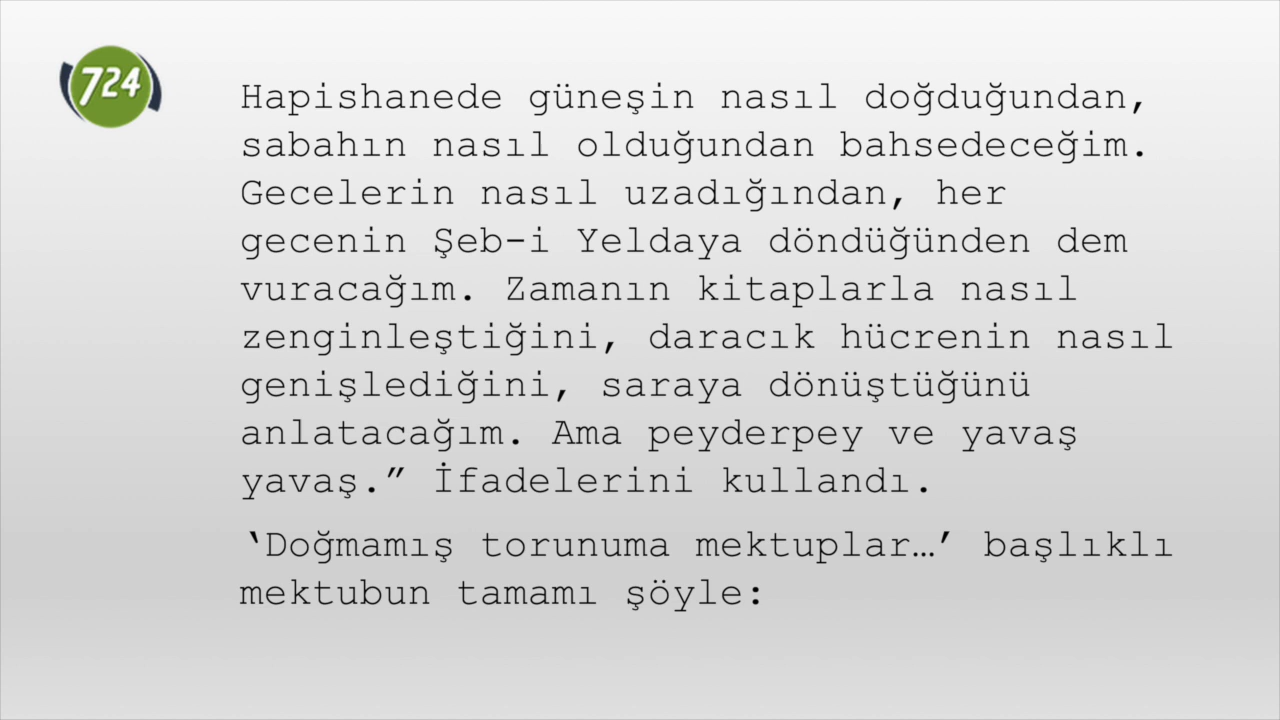 724
Hapishanede güneşin nasıl doğduğundan,
sabahın nasıl olduğundan bahsedeceğim.
Gecelerin nasıl uzadığından, her
gecenin Şeb-i Yeldaya döndüğünden dem
vuracağım. Zamanın kitaplarla nasıl
zenginleştiğini, daracık hücrenin nasıl
genişlediğini, saraya dönüştüğünü
anlatacağım. Ama peyderpey ve yavaş
yavaş.” İfadelerini kullandı.
‘Doğmamış torunuma mektuplar…’ başlıklı
mektubun tamamı şöyle: